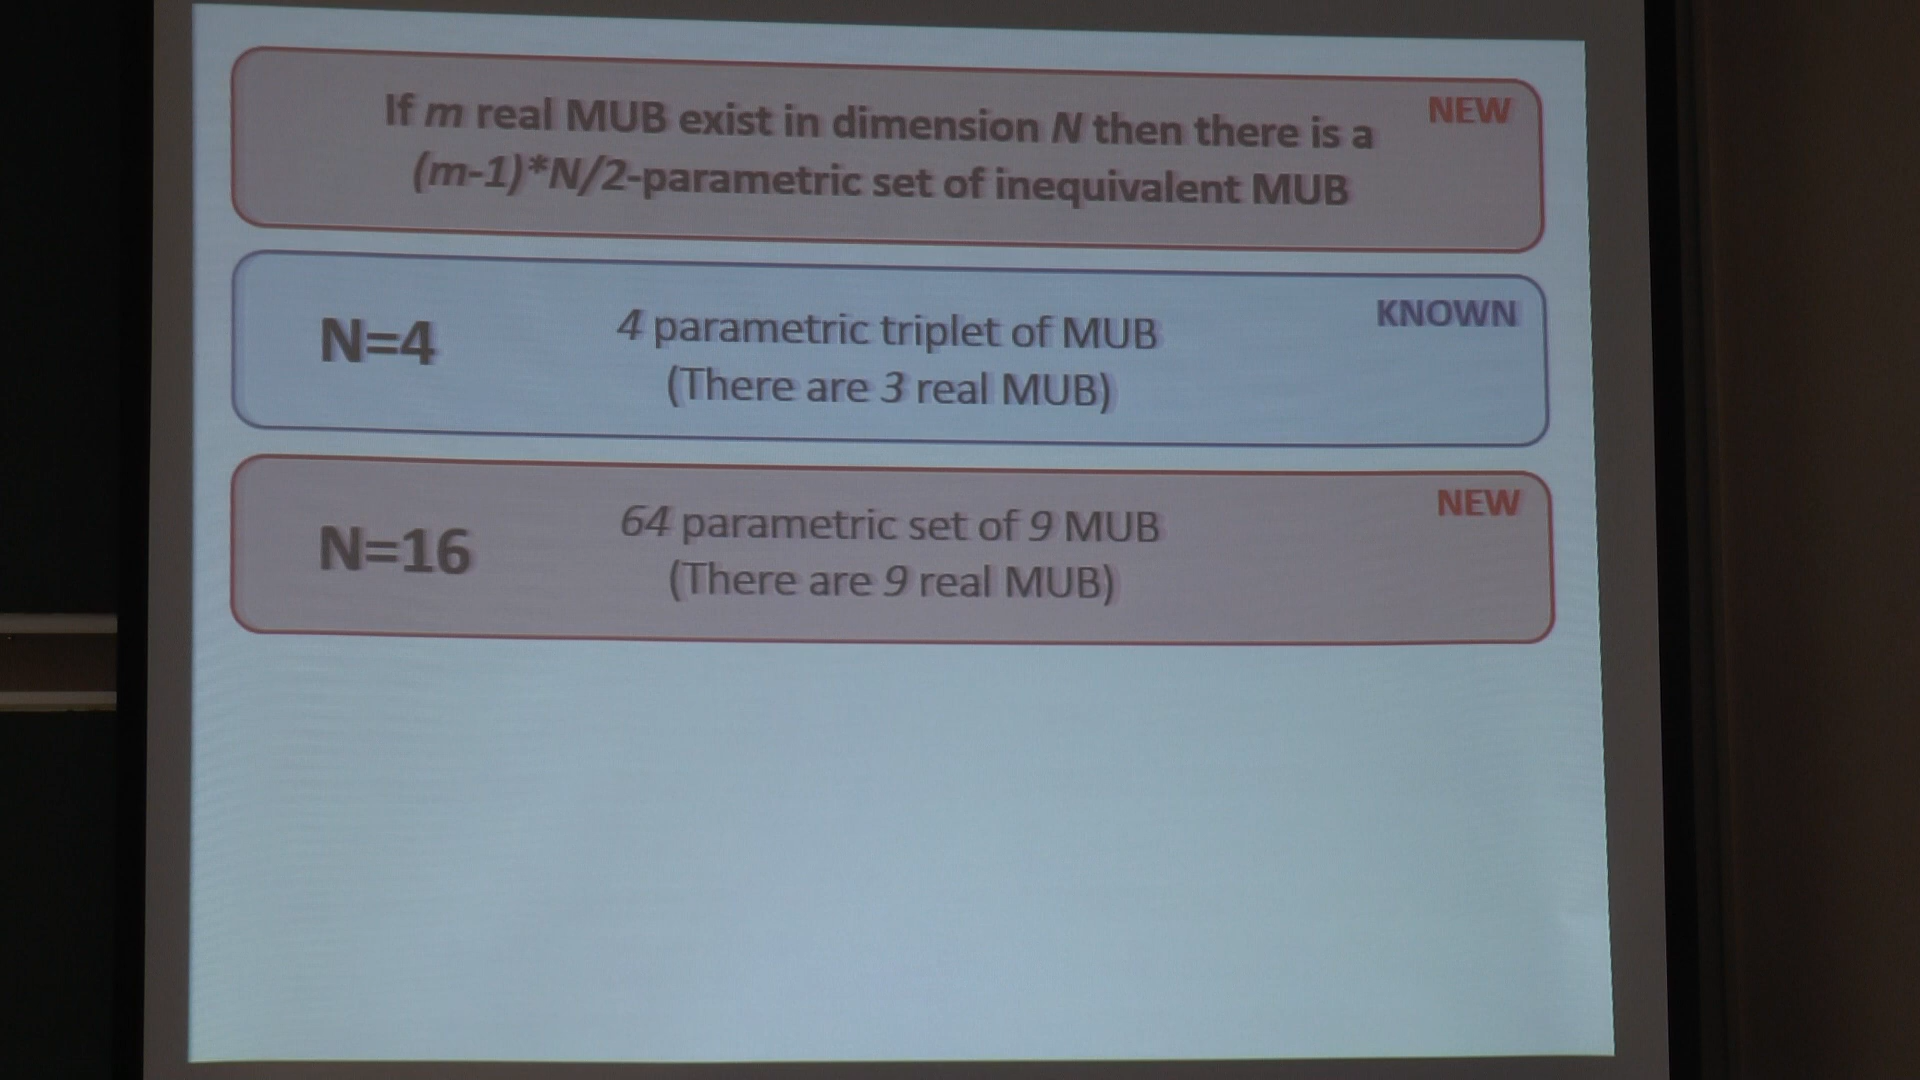 If m real MUB exist in dimension N then there is a
(m-1)*N/2-parametric set of inequivalent MUB
NEW
N=4
4 parametric triplet of MUB
(There are 3 real MUB)
KNOWN
N=16
64 parametric set of 9 MUB
(There are 9 real MUB)
NEW